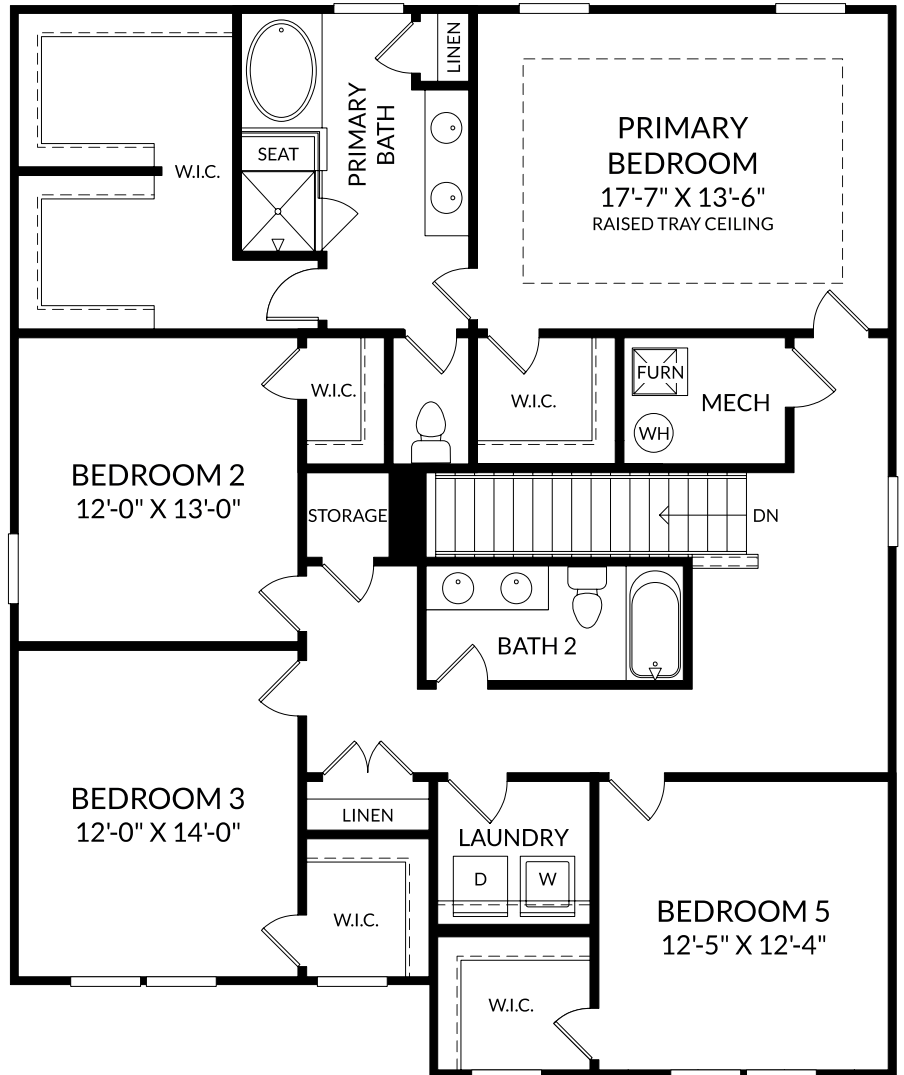 LINEN
PRIMARY
BATH
PRIMARY
BEDROOM
17'-7" X 13'-6"
RAISED TRAY CEILING
SEAT
W.I.C.
FURN
W.I.C.
W.I.C.
MECH
WH
BEDROOM 2
12'-0" X 13'-0"
STORAGE
DN
BATH 2
BEDROOM 3
12'-0" X 14'-0"
LINEN
LAUNDRY
D
W
W.I.C.
BEDROOM 5
12'-5" X 12'-4"
W.I.C.